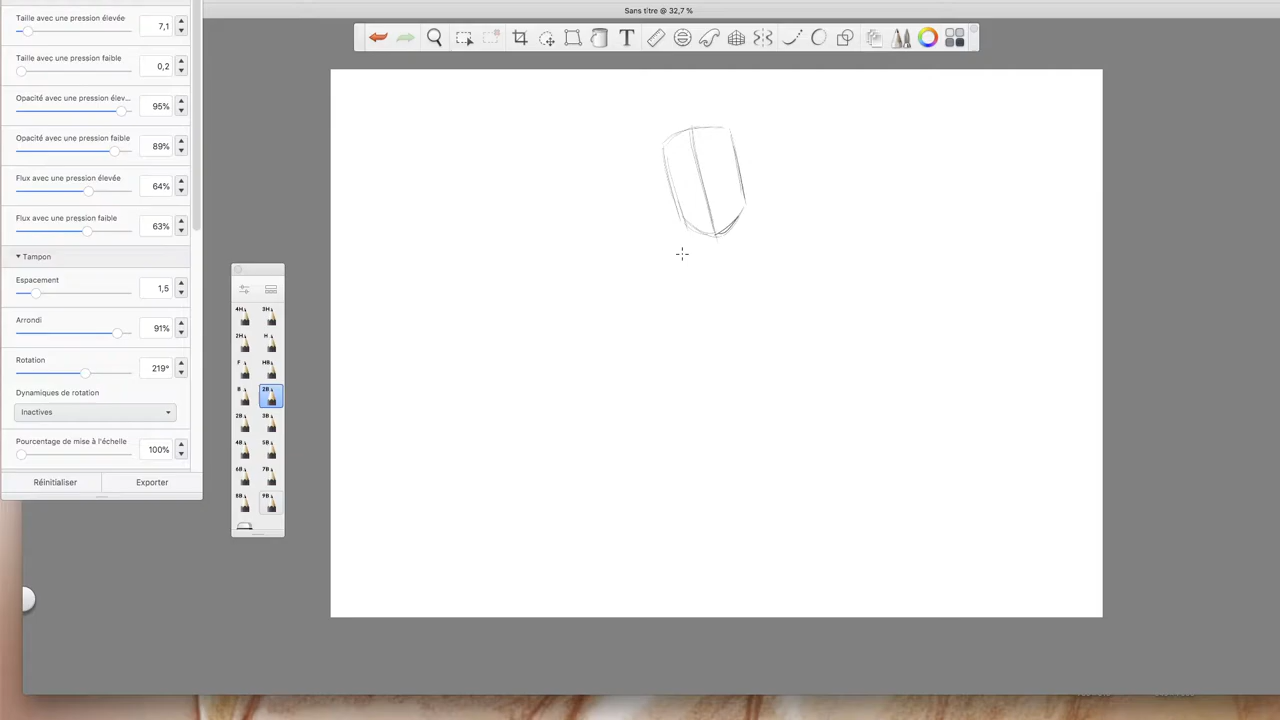 Sans titre @ 32,7 %
Taille avec une pression élevée
7,1
Taille avec une pression faible
0,2
Opacité avec une pression élev...
95%
Opacité avec une pression faible
89%
Flux avec une pression élevée
64%
Flux avec une pression faible
63%
Tampon
Espacement
1,5
Arrondi
91%
Rotation
219°
Dynamiques de rotation
Inactives
Pourcentage de mise à l'échelle
100%
Réinitialiser Exporter
4H 3H
2H H
F HB
B 2B
2B 3B
4B 5B
6B 7B
8B 9B
T